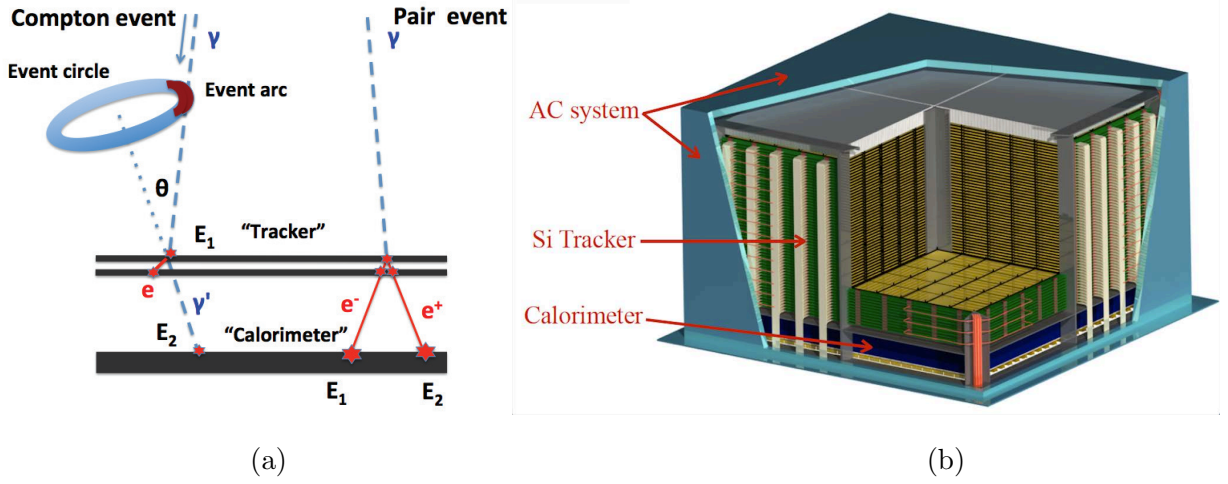 Compton event
Pair event
γ
γ
Event circle
Event arc
θ
E₁
"Tracker"
e
γ'
e⁻
e⁺
E₂
"Calorimeter"
E₁
E₂
(a)
AC system
Si Tracker
Calorimeter
(b)